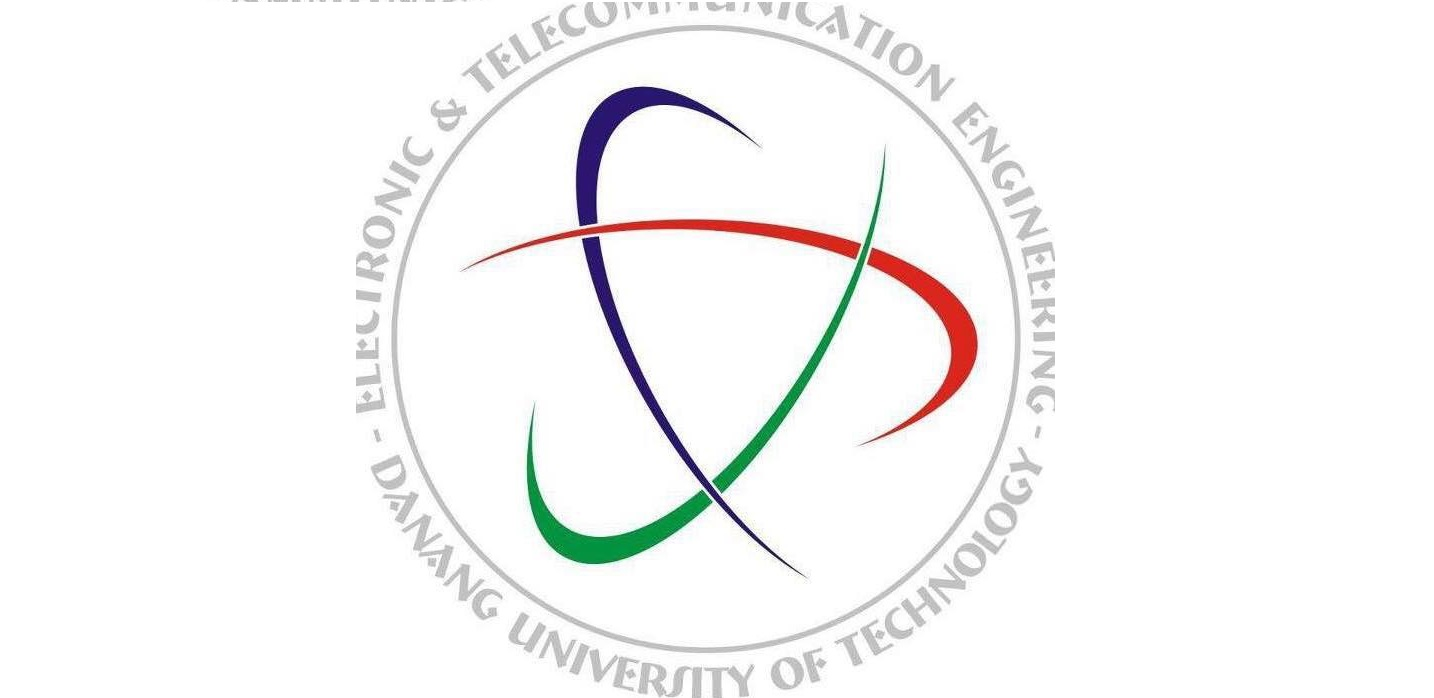 ELECTRONIC & TELECOMMUNICATION ENGINEERING -
DANANG UNIVERSITY OF TECHNOLOGY -